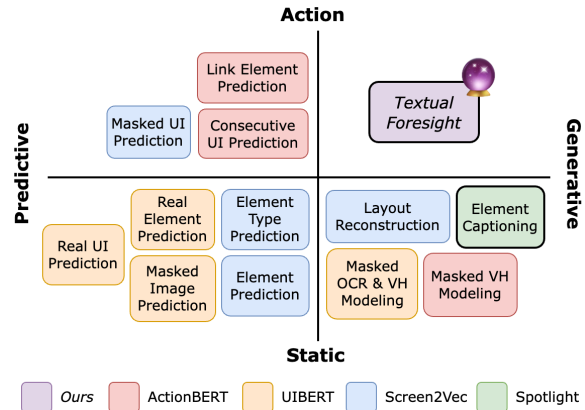 Action
Link Element
Prediction
Textual
Foresight
Masked UI
Prediction
Consecutive
UI Prediction
Predictive
Generative
Real
Element
Prediction
Element
Type
Prediction
Layout
Reconstruction
Element
Captioning
Real UI
Prediction
Masked
Image
Prediction
Element
Prediction
Masked
OCR & VH
Modeling
Masked VH
Modeling
Static
Ours
ActionBERT
UIBERT
Screen2Vec
Spotlight